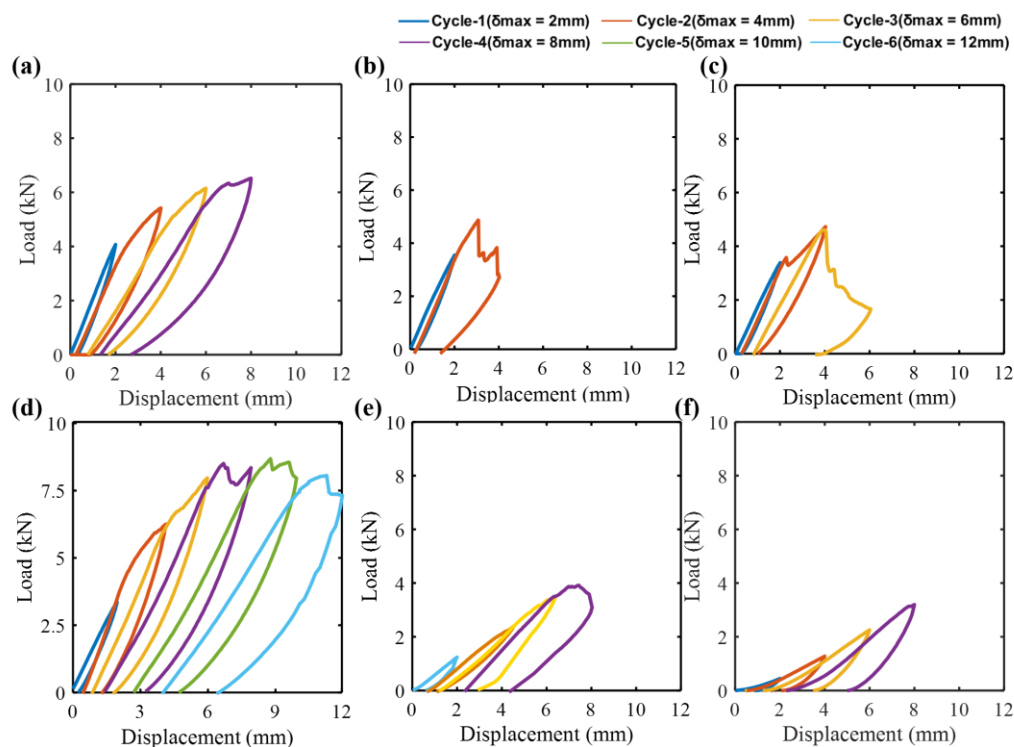 Cycle-1(δmax = 2mm) Cycle-2(δmax = 4mm) Cycle-3(δmax = 6mm)
Cycle-4(δmax = 8mm) Cycle-5(δmax = 10mm) Cycle-6(δmax = 12mm)
(a) (b) (c)
10 10 10
8 8 8
6 6 6
4 4 4
2 2 2
0 0 0
0 2 4 6 8 10 12 0 2 4 6 8 10 12 0 2 4 6 8 10 12
Load (kN) Load (kN) Load (kN)
Displacement (mm) Displacement (mm) Displacement (mm)
(d) (e) (f)
10 10 10
7.5 8 8
5 6 6
2.5 4 4
0 2 2
0 0
0 3 6 9 12 0 2 4 6 8 10 12 0 2 4 6 8 10 12
Load (kN) Load (kN) Load (kN)
Displacement (mm) Displacement (mm) Displacement (mm)